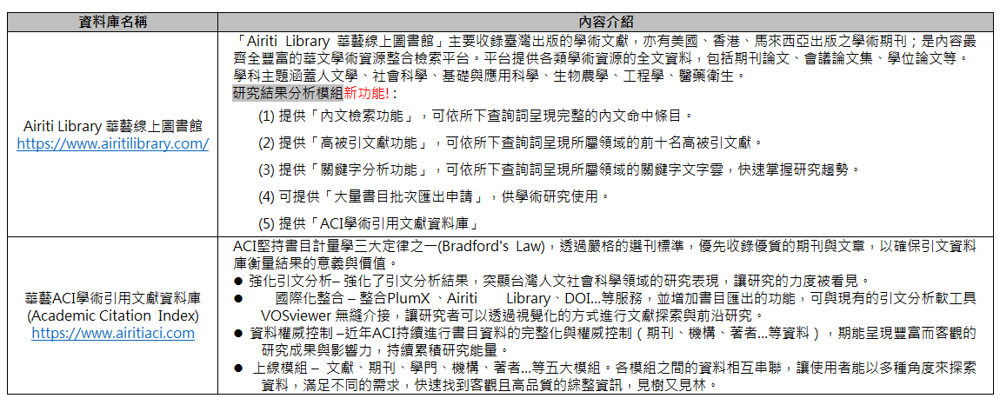 資料庫名稱
內容介紹
Airiti Library 華藝線上圖書館
https://www.airitilibrary.com/
「Airiti Library 華藝線上圖書館」主要收錄臺灣出版的學術文獻，亦有美國、香港、馬來西亞出版之學術期刊；是內容最
齊全豐富的華文學術資源整合檢索平台。平台提供各類學術資源的全文資料，包括期刊論文、會議論文集、學位論文等。
學科主題涵蓋人文學、社會科學、基礎與應用科學、生物農學、工程學、醫藥衛生。
研究結果分析模組新功能!：
(1) 提供「內文檢索功能」，可依所下查詢詞呈現完整的內文命中條目。
(2) 提供「高被引文獻功能」，可依所下查詢詞呈現所屬領域的前十名高被引文獻。
(3) 提供「關鍵字分析功能」，可依所下查詢詞呈現所屬領域的關鍵字文字雲，快速掌握研究趨勢。
(4) 可提供「大量書目批次匯出申請」，供學術研究使用。
(5) 提供「ACI學術引用文獻資料庫」
華藝ACI學術引用文獻資料庫
(Academic Citation Index)
https://www.airitiaci.com
ACI堅持書目計量學三大定律之一(Bradford's Law)，透過嚴格的選刊標準，優先收錄優質的期刊與文章，以確保引文資料
庫衡量結果的意義與價值。
● 強化引文分析– 強化了引文分析結果，突顯台灣人文社會科學領域的研究表現，讓研究的力度被看見。
● 國際化整合 – 整合PlumX 、Airiti Library、DOI...等服務，並增加書目匯出的功能，可與現有的引文分析軟工具
VOSviewer 無縫介接，讓研究者可以透過視覺化的方式進行文獻探索與前沿研究。
● 資料權威控制 –近年ACI持續進行書目資料的完整化與權威控制（期刊、機構、著者...等資料），期能呈現豐富而客觀的
研究成果與影響力，持續累積研究能量。
● 上線模組 – 文獻、期刊、學門、機構、著者...等五大模組。各模組之間的資料相互串聯，讓使用者能以多種角度來探索
資料，滿足不同的需求，快速找到客觀且高品質的綜整資訊，見樹又見林。